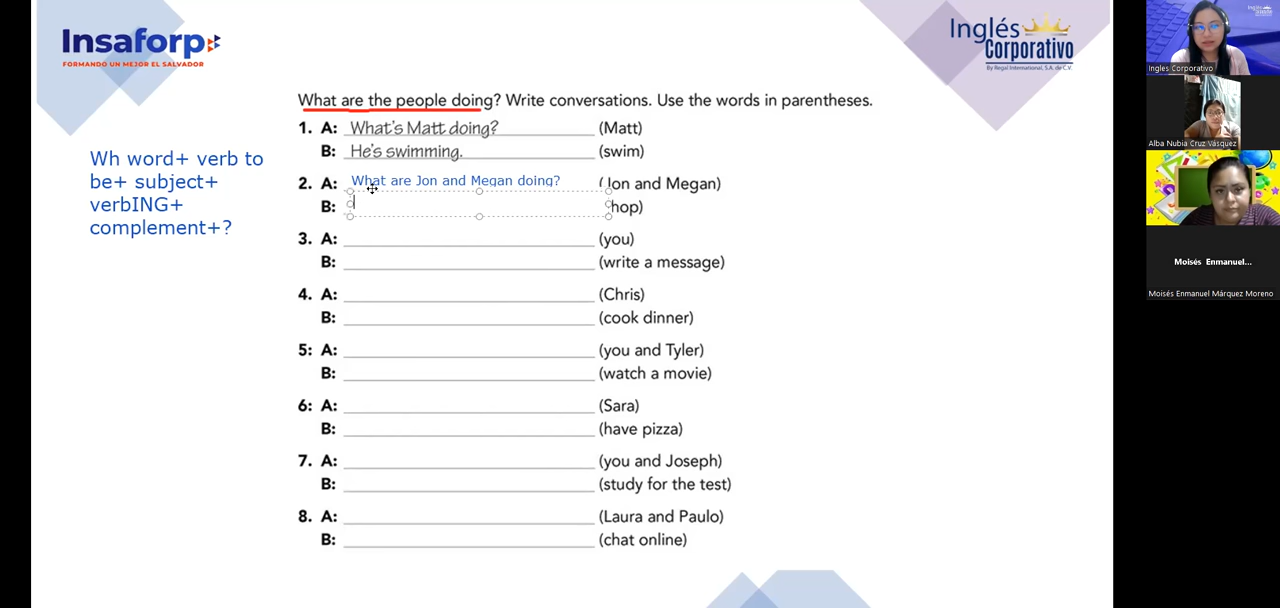 Insaforp
FORMANDO UN MEJOR EL SALVADOR
Inglés
Corporativo
By Regal International, S.A. de C.V.
What are the people doing? Write conversations. Use the words in parentheses.
Wh word+ verb to
be+ subject+
verbING+
complement+?
1. A: What's Matt doing? (Matt)
B: He's swimming. (swim)
2. A: What are Jon and Megan doing? (Jon and Megan)
B: hop)
3. A: (you)
B: (write a message)
4. A: (Chris)
B: (cook dinner)
5: A: (you and Tyler)
B: (watch a movie)
6: A: (Sara)
B: (have pizza)
7. A: (you and Joseph)
B: (study for the test)
8. A: (Laura and Paulo)
B: (chat online)
Ingles Corporativo
Alba Nubia Cruz Vásquez
Moisés Enmanuel...
Moisés Enmanuel Márquez Moreno